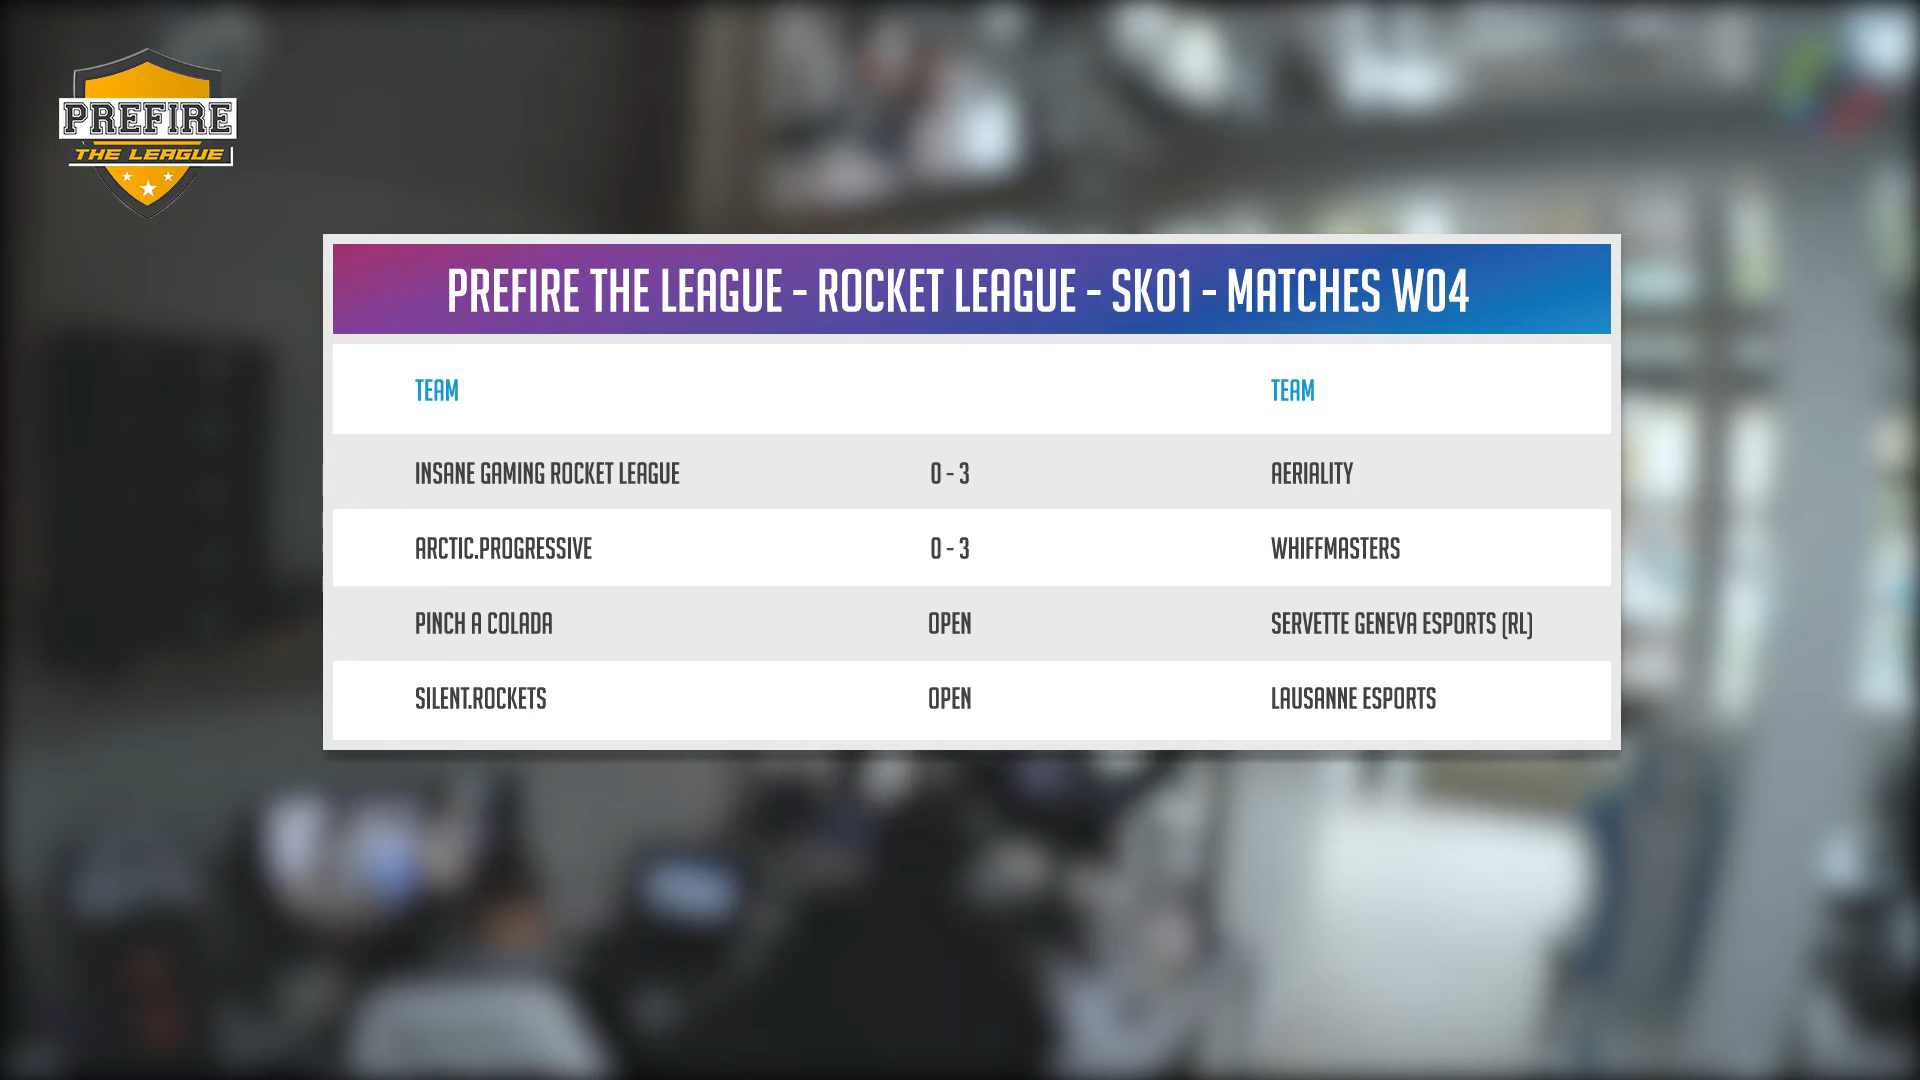 PREFIRE
THE LEAGUE
PREFIRE THE LEAGUE - ROCKET LEAGUE - SK01 - MATCHES W04
TEAM TEAM
INSANE GAMING ROCKET LEAGUE 0 - 3 AERIALITY
ARCTIC.PROGRESSIVE 0 - 3 WHIFFMASTERS
PINCH A COLADA OPEN SERVETTE GENEVA ESPORTS (RL)
SILENT.ROCKETS OPEN LAUSANNE ESPORTS